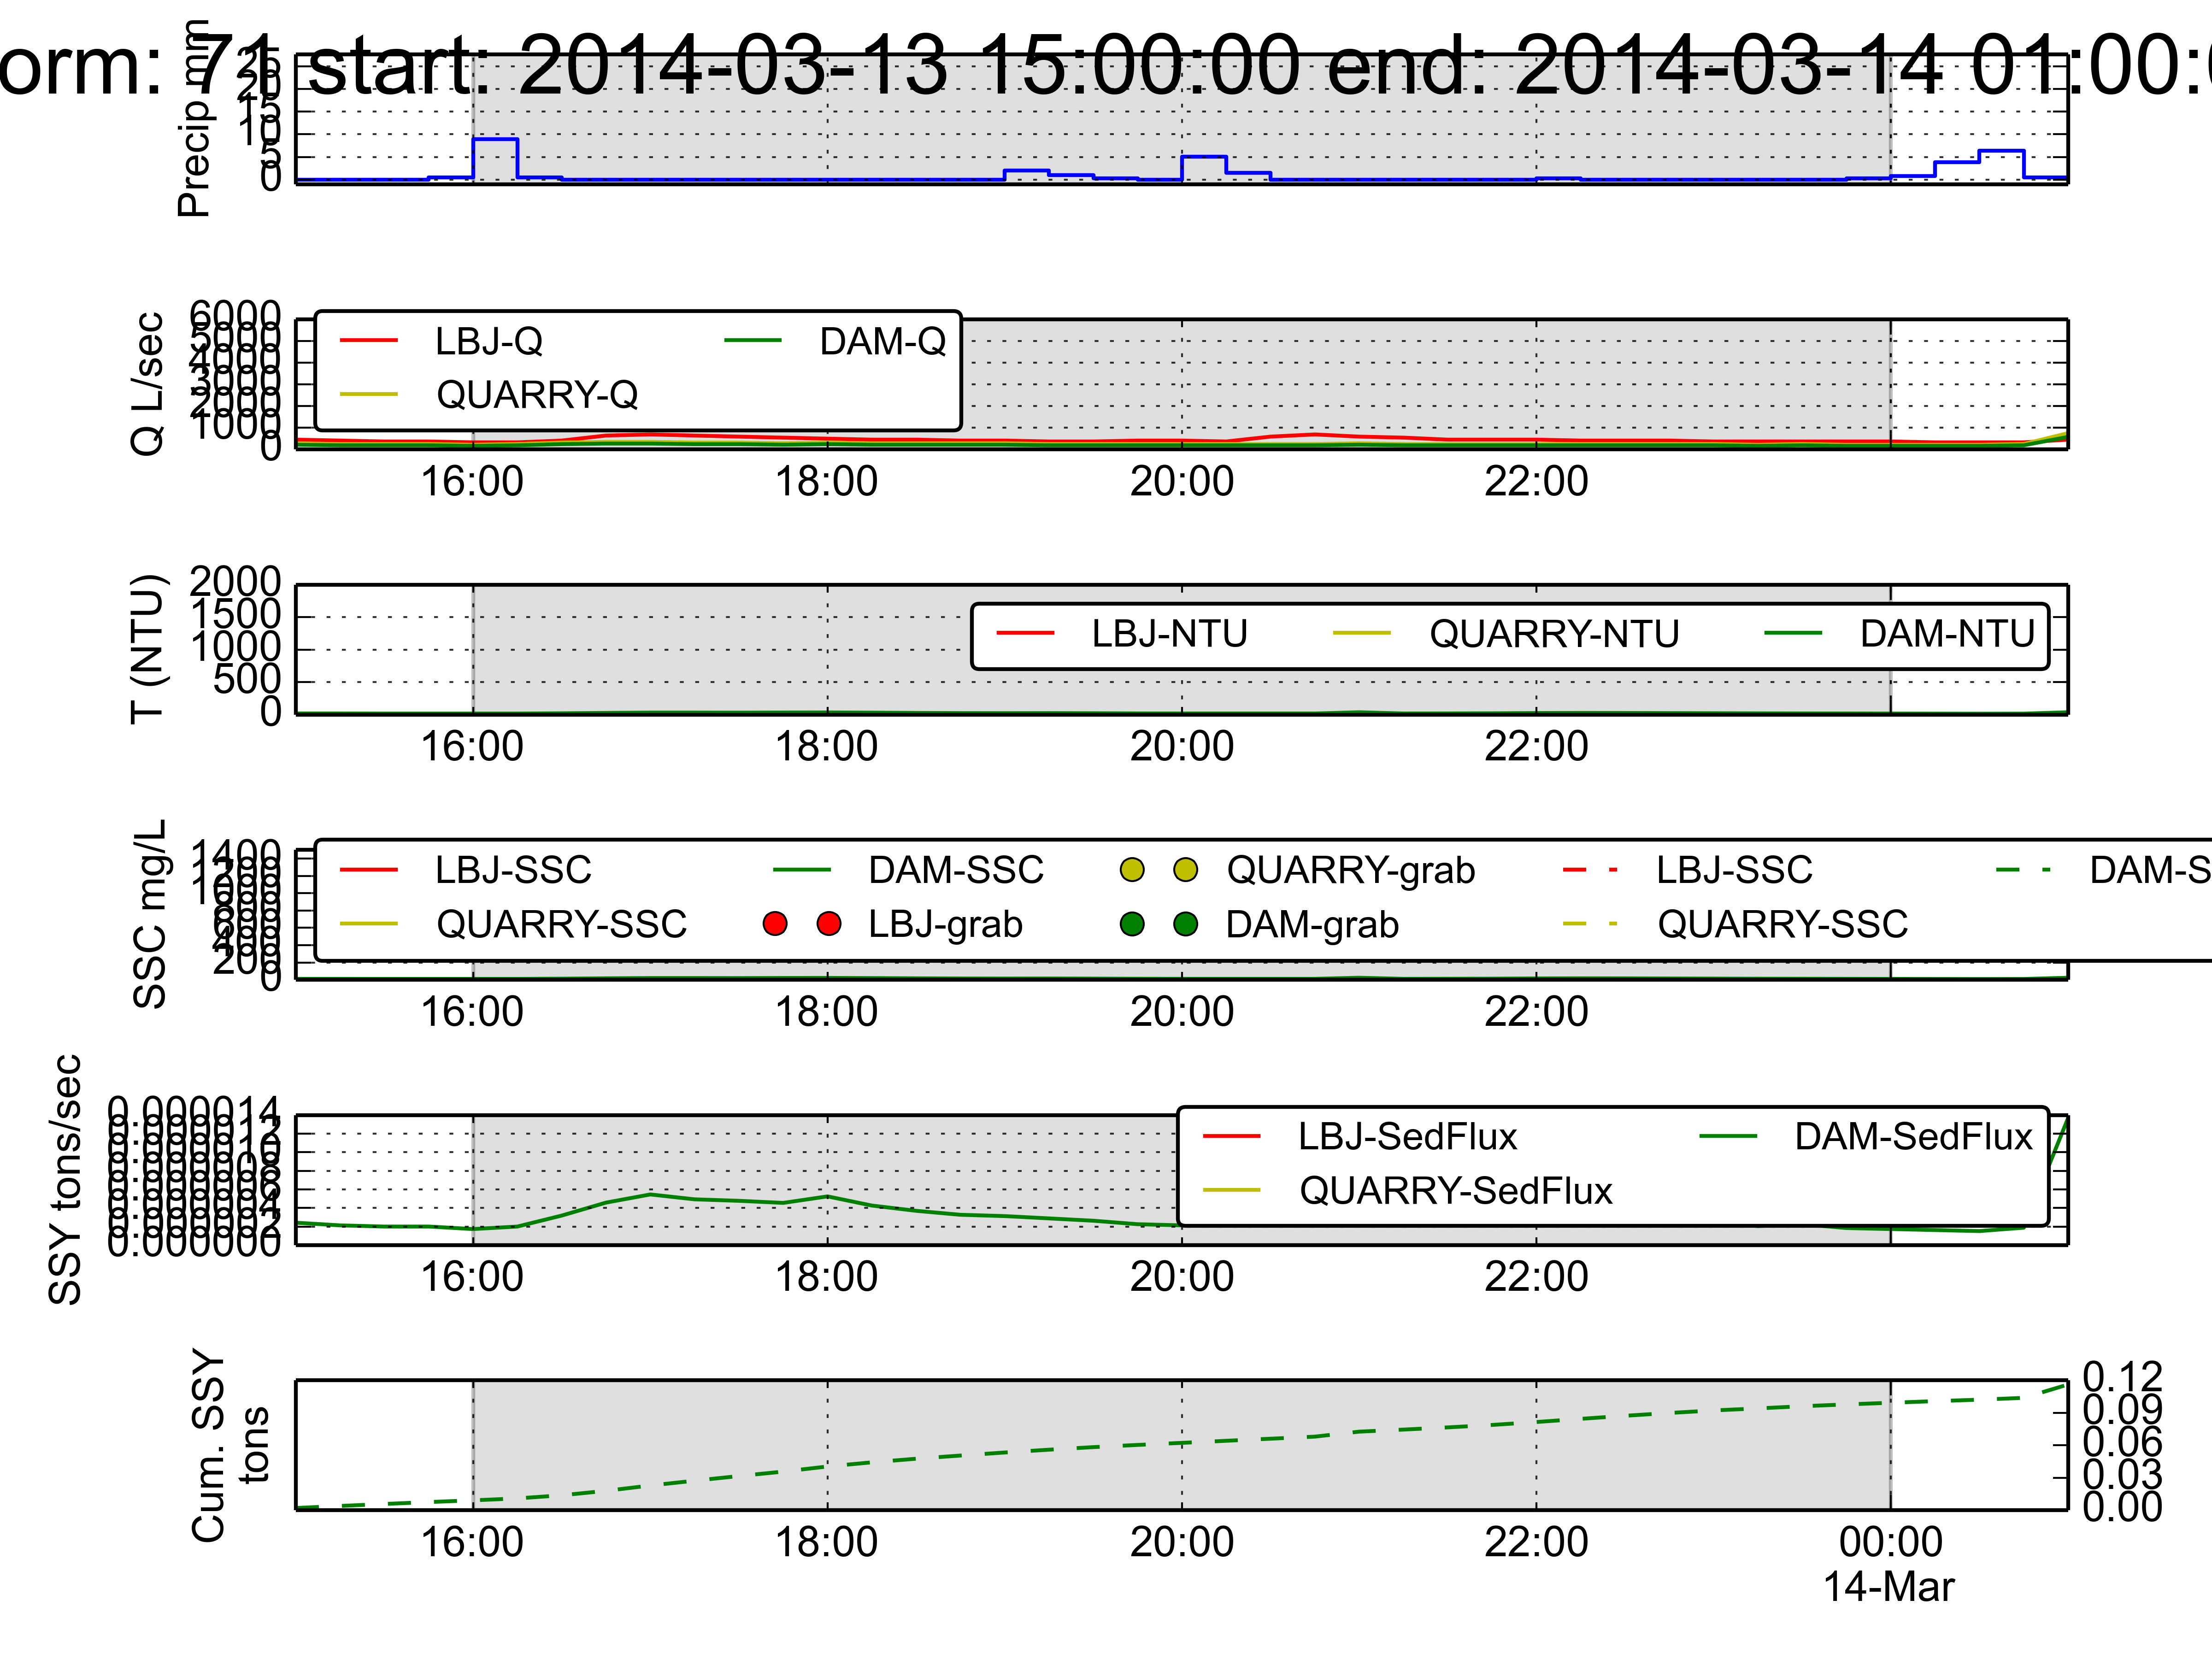 orm: 71 start: 2014-03-13 15:00:00 end: 2014-03-14 01:00:0
Precip mm
25
20
15
10
5
0
Q L/sec
6000
5000
4000
3000
2000
1000
0
LBJ-Q
DAM-Q
QUARRY-Q
16:00 18:00 20:00 22:00
T (NTU)
2000
1500
1000
500
0
LBJ-NTU QUARRY-NTU DAM-NTU
16:00 18:00 20:00 22:00
SSC mg/L
1400
1200
1000
800
600
400
200
0
LBJ-SSC DAM-SSC QUARRY-grab LBJ-SSC DAM-S
QUARRY-SSC LBJ-grab DAM-grab QUARRY-SSC
16:00 18:00 20:00 22:00
SSY tons/sec
0.000014
0.000012
0.000010
0.000008
0.000006
0.000004
0.000002
0.000000
LBJ-SedFlux DAM-SedFlux
QUARRY-SedFlux
16:00 18:00 20:00 22:00
Cum. SSY
tons
0.12
0.09
0.06
0.03
0.00
16:00 18:00 20:00 22:00 00:00
14-Mar